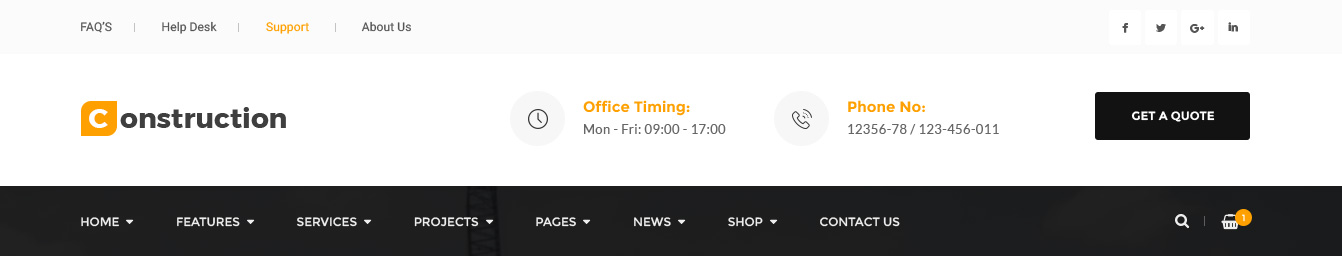 FAQ'S | Help Desk | Support | About Us
Construction
Office Timing:
Mon - Fri: 09:00 - 17:00
Phone No:
12356-78 / 123-456-011
GET A QUOTE
HOME FEATURES SERVICES PROJECTS PAGES NEWS SHOP CONTACT US
1